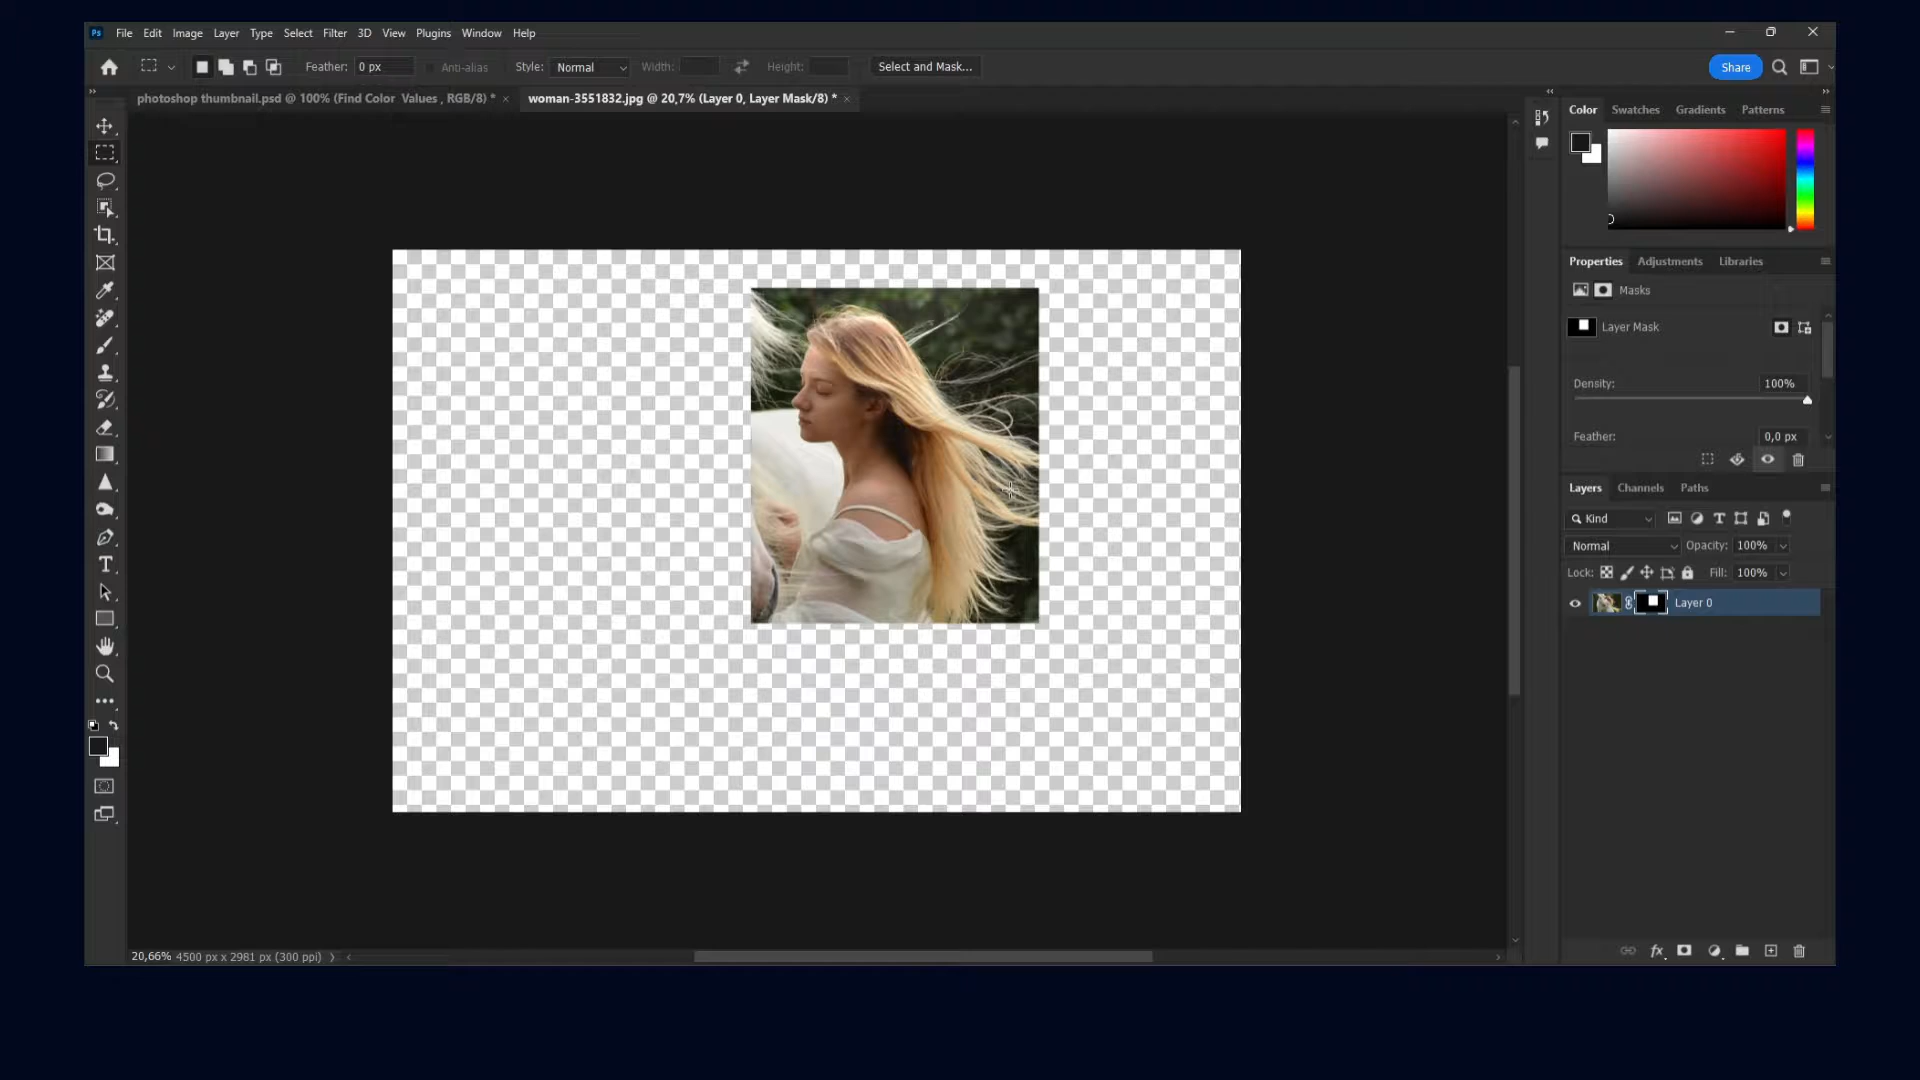 Ps File Edit Image Layer Type Select Filter 3D View Plugins Window Help
Feather: 0 px Anti-alias Style: Normal Width: Height: Select and Mask... Share
photoshop thumbnail.psd @ 100% (Find Color Values , RGB/8) * × woman-3551832.jpg @ 20,7% (Layer 0, Layer Mask/8) * ×
Color Swatches Gradients Patterns
Properties Adjustments Libraries
Masks
Layer Mask
Density: 100%
Feather: 0,0 px
Layers Channels Paths
Kind
Normal Opacity: 100%
Lock: Fill: 100%
Layer 0
20,66% 4500 px x 2981 px (300 ppi)